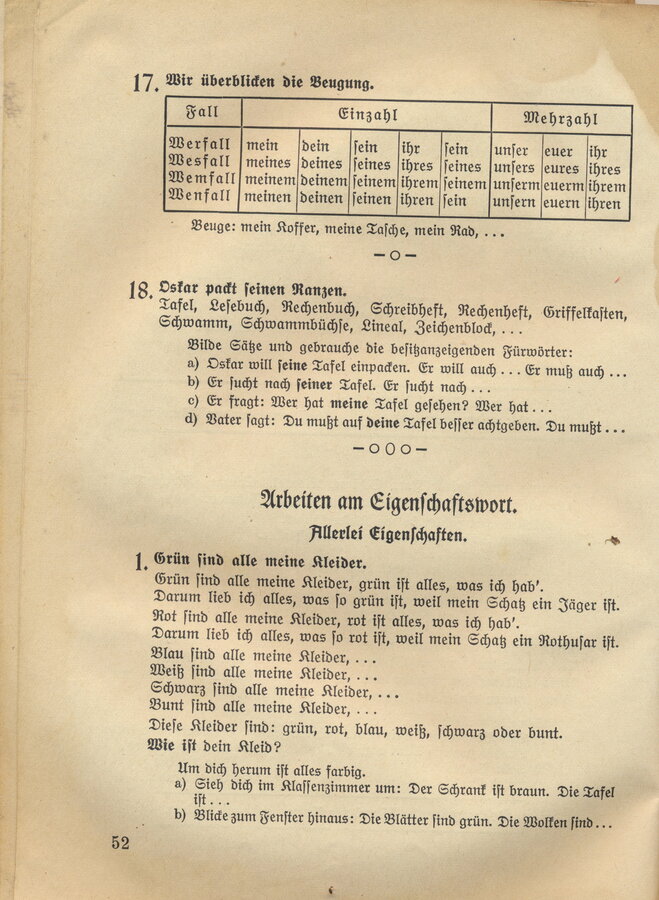 17. Wir überblicken die Beugung.
Fall Einzahl Mehrzahl
Werfall mein dein sein ihr sein unser euer ihr
Wesfall meines deines seines ihres seines unsers eures ihres
Wemfall meinem deinem seinem ihrem seinem unserm euerm ihrem
Wenfall meinen deinen seinen ihren sein unsern euern ihren
Beuge: mein Koffer, meine Tasche, mein Rad, ...
18. Oskar packt seinen Ranzen.
Tafel, Lesebuch, Rechenbuch, Schreibheft, Rechenheft, Griffelkasten,
Schwamm, Schwammbüchse, Lineal, Zeichenblock, ...
Bilde Sätze und gebrauche die besitzanzeigenden Fürwörter:
a) Oskar will seine Tafel einpacken. Er will auch ... Er muß auch ...
b) Er sucht nach seiner Tafel. Er sucht nach ...
c) Er fragt: Wer hat meine Tafel gesehen? Wer hat ...
d) Vater sagt: Du mußt auf deine Tafel besser achtgeben. Du mußt ...
Arbeiten am Eigenschaftswort.
Allerlei Eigenschaften.
1. Grün sind alle meine Kleider.
Grün sind alle meine Kleider, grün ist alles, was ich hab'.
Darum lieb ich alles, was so grün ist, weil mein Schatz ein Jäger ist.
Rot sind alle meine Kleider, rot ist alles, was ich hab'.
Darum lieb ich alles, was so rot ist, weil mein Schatz ein Rothusar ist.
Blau sind alle meine Kleider, ...
Weiß sind alle meine Kleider, ...
Schwarz sind alle meine Kleider, ...
Bunt sind alle meine Kleider, ...
Diese Kleider sind: grün, rot, blau, weiß, schwarz oder bunt.
Wie ist dein Kleid?
Um dich herum ist alles farbig.
a) Sieh dich im Klassenzimmer um: Der Schrank ist braun. Die Tafel
ist ...
b) Blicke zum Fenster hinaus: Die Blätter sind grün. Die Wolken sind ...
52